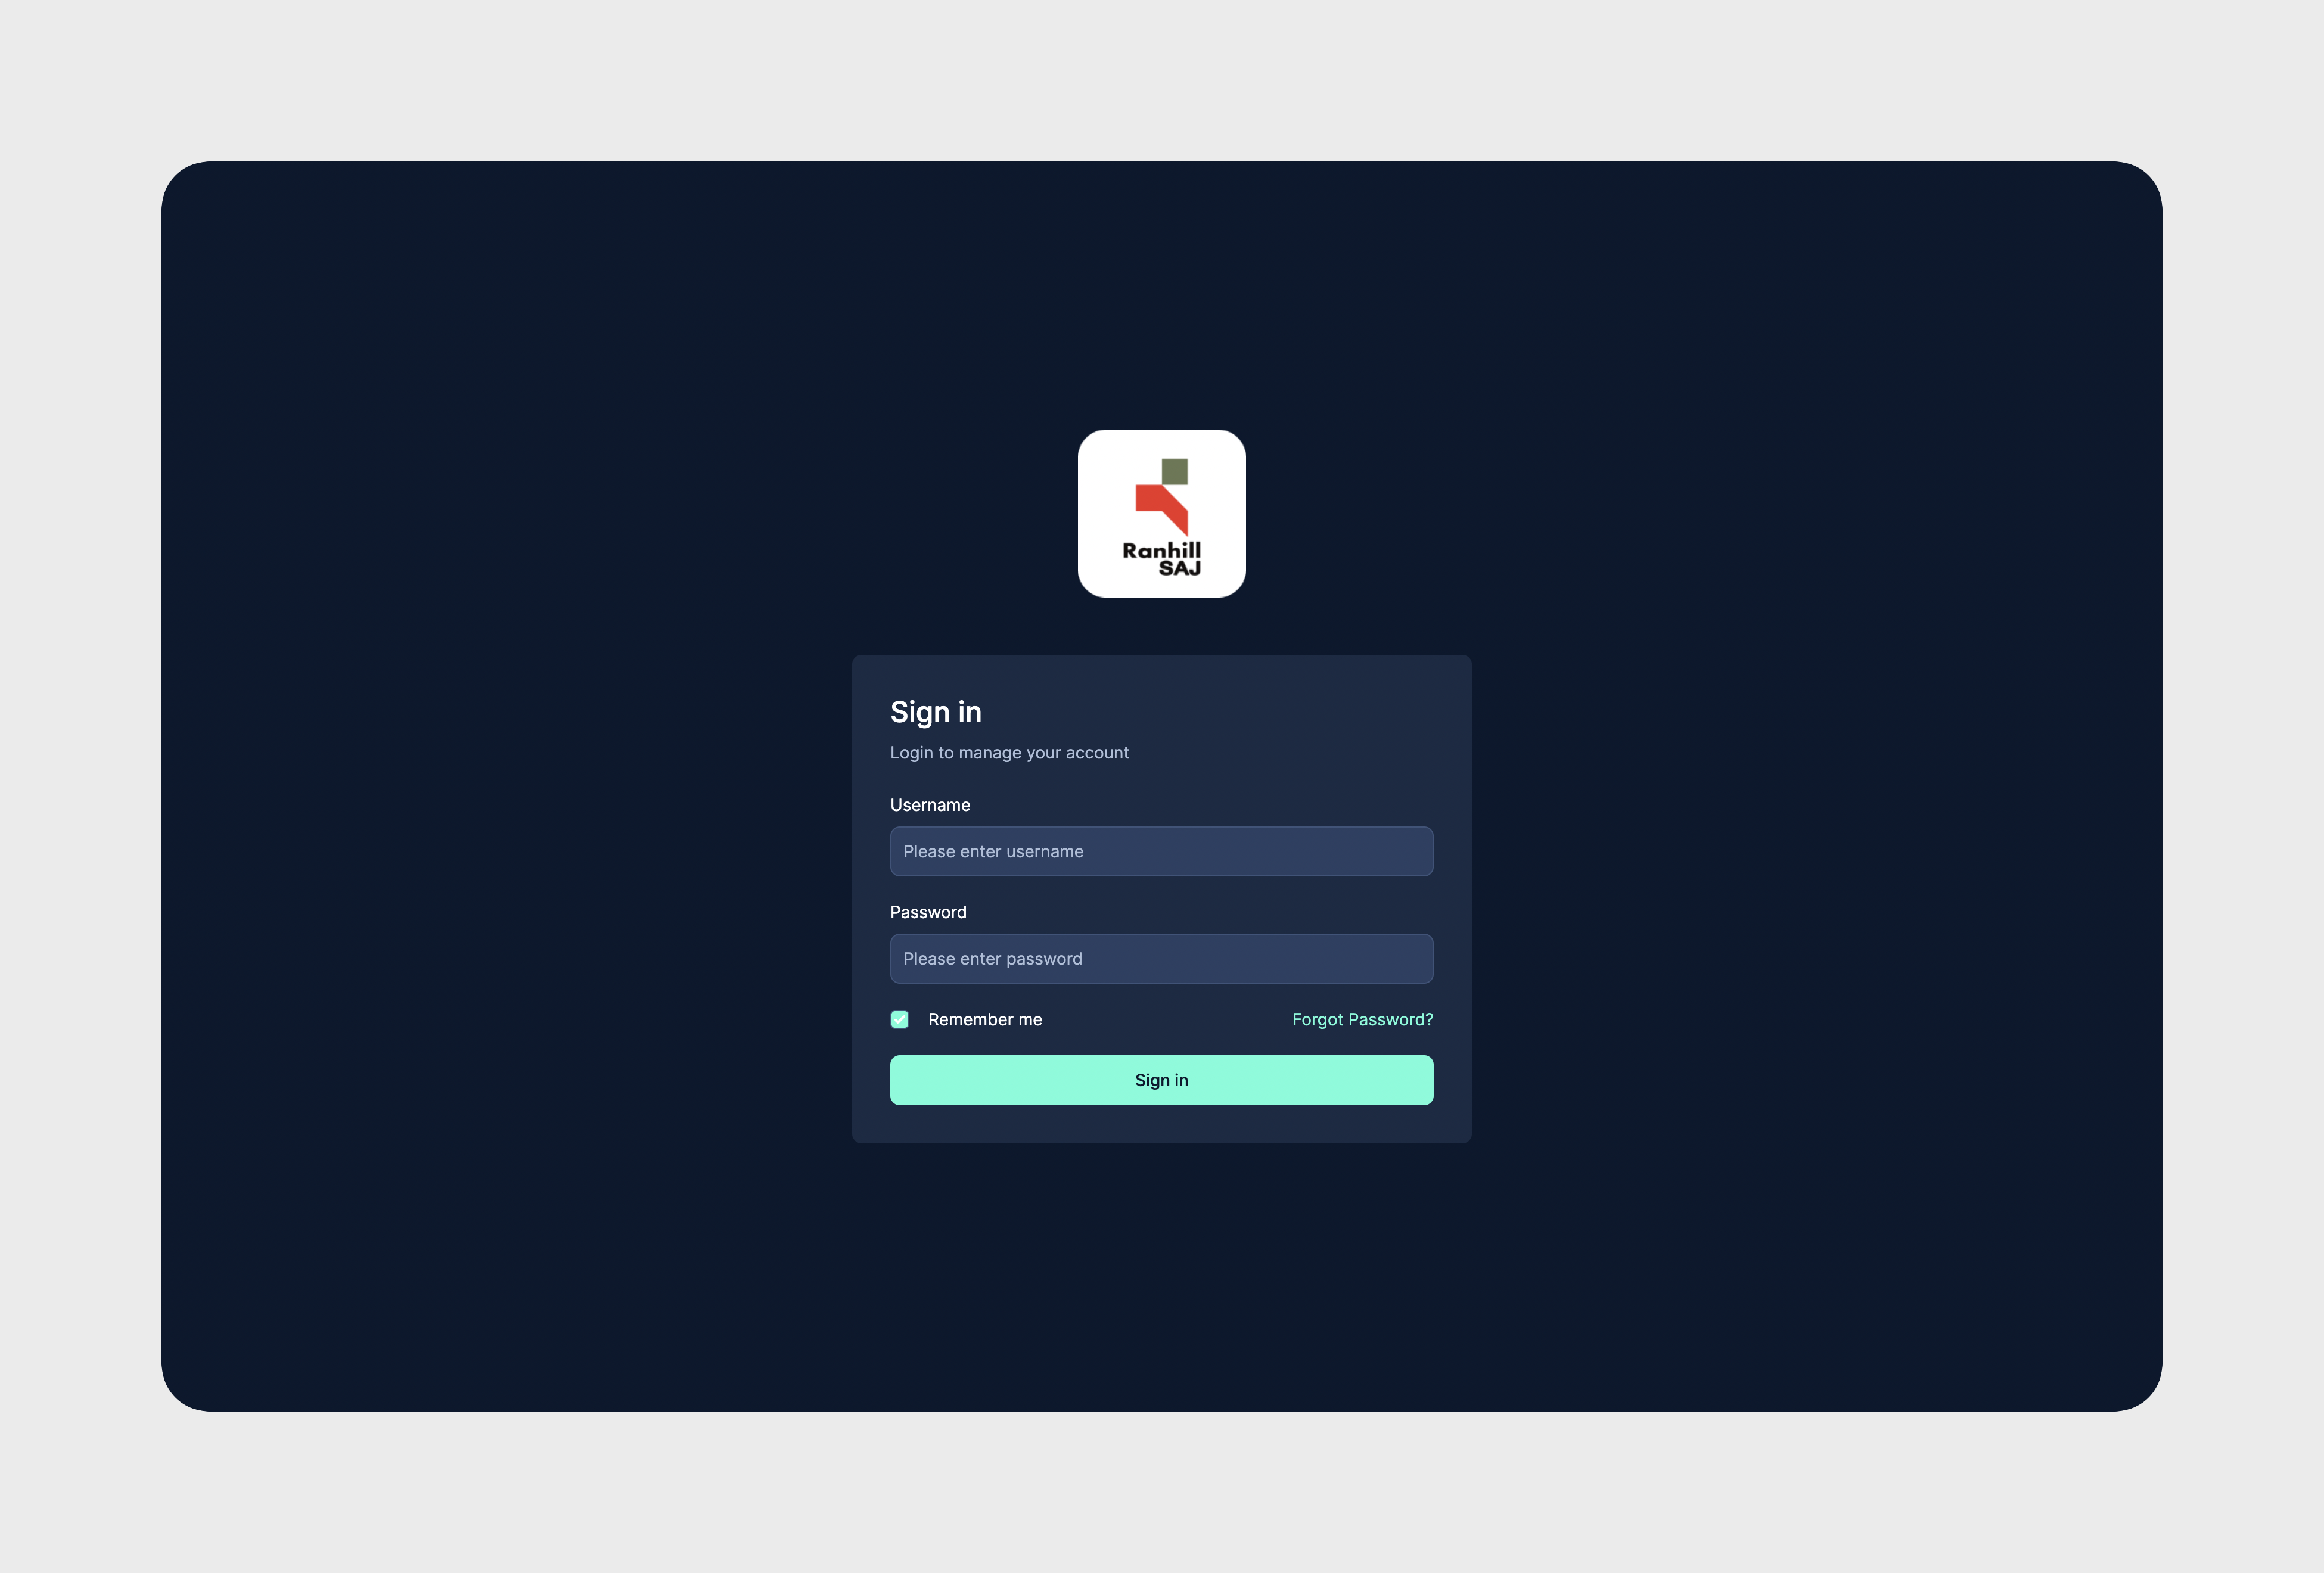 Ranhill
SAJ
Sign in
Login to manage your account
Username
Please enter username
Password
Please enter password
Remember me
Forgot Password?
Sign in